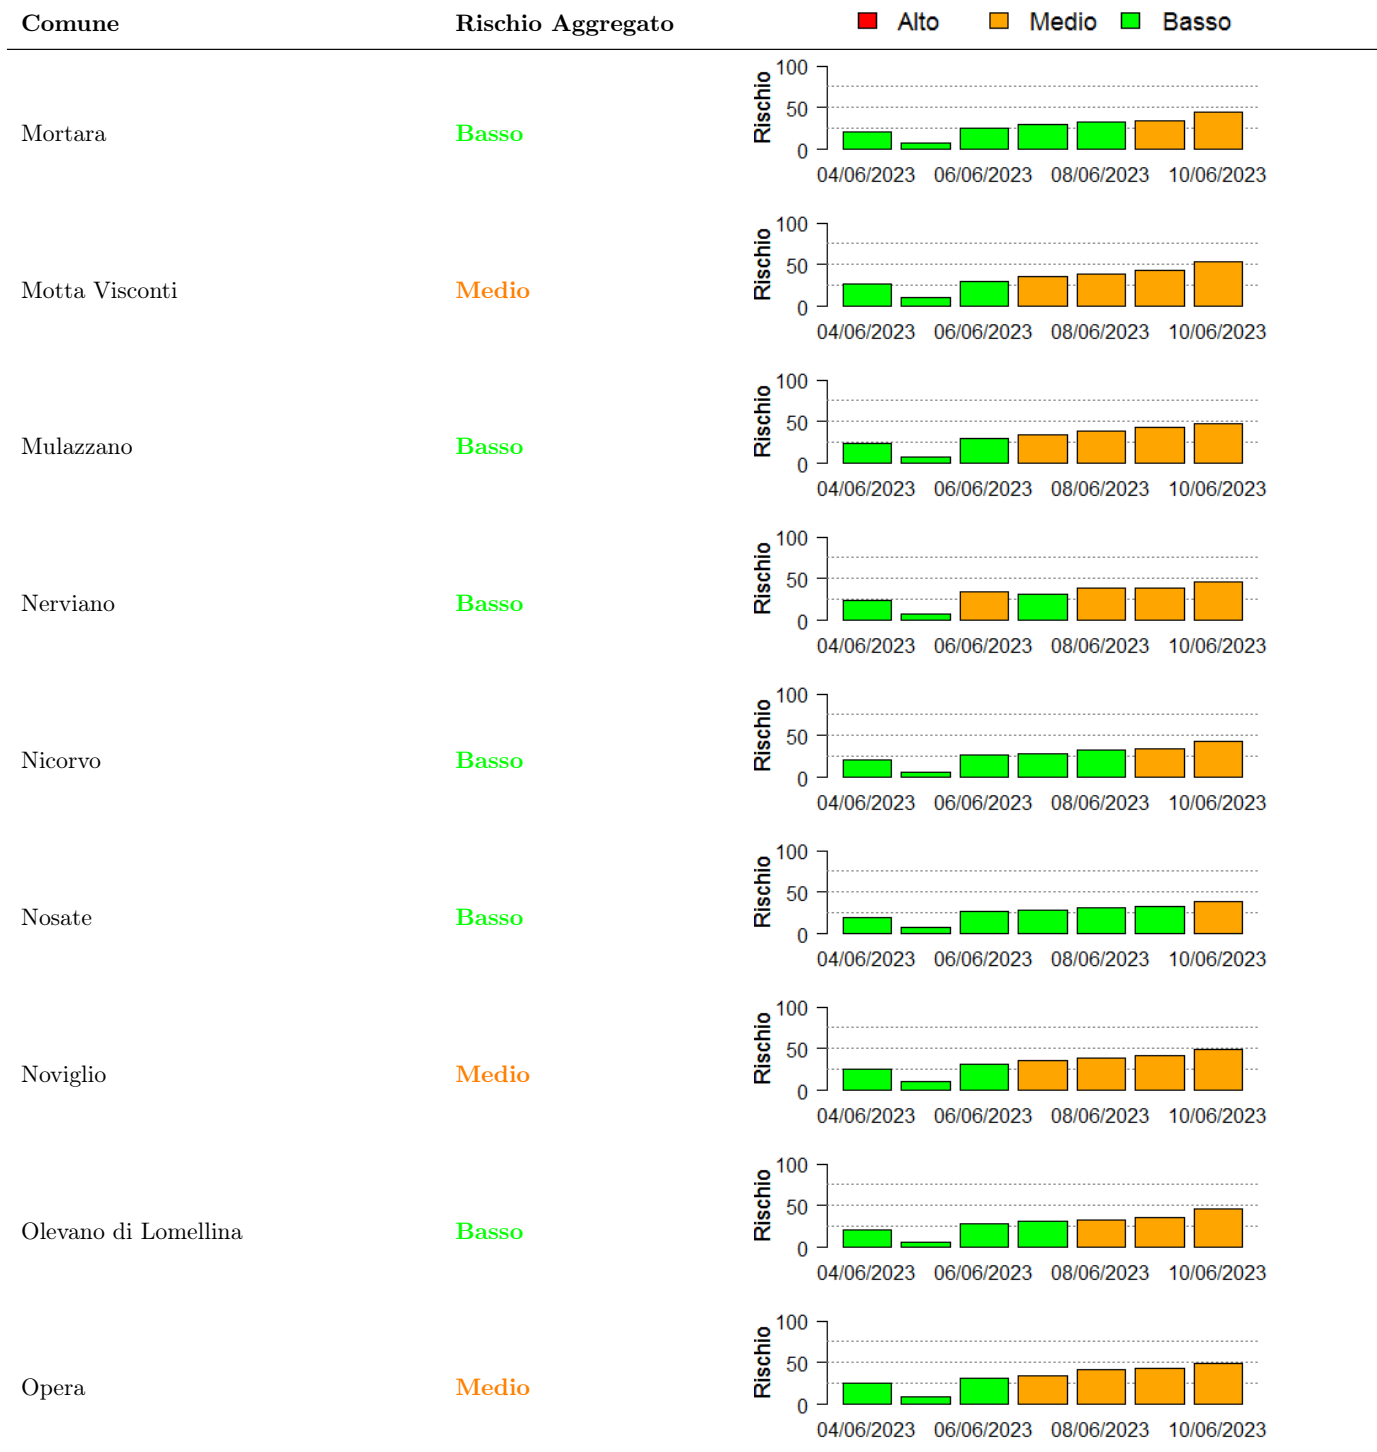 Comune Rischio Aggregato Alto Medio Basso
Mortara Basso
Rischio
100
50
0
04/06/2023 06/06/2023 08/06/2023 10/06/2023
Motta Visconti Medio
Rischio
100
50
0
04/06/2023 06/06/2023 08/06/2023 10/06/2023
Mulazzano Basso
Rischio
100
50
0
04/06/2023 06/06/2023 08/06/2023 10/06/2023
Nerviano Basso
Rischio
100
50
0
04/06/2023 06/06/2023 08/06/2023 10/06/2023
Nicorvo Basso
Rischio
100
50
0
04/06/2023 06/06/2023 08/06/2023 10/06/2023
Nosate Basso
Rischio
100
50
0
04/06/2023 06/06/2023 08/06/2023 10/06/2023
Noviglio Medio
Rischio
100
50
0
04/06/2023 06/06/2023 08/06/2023 10/06/2023
Olevano di Lomellina Basso
Rischio
100
50
0
04/06/2023 06/06/2023 08/06/2023 10/06/2023
Opera Medio
Rischio
100
50
0
04/06/2023 06/06/2023 08/06/2023 10/06/2023